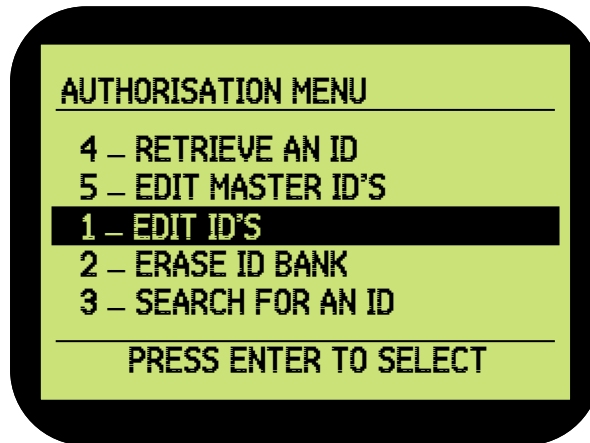 AUTHORISATION MENU
4 – RETRIEVE AN ID
5 – EDIT MASTER ID'S
1 – EDIT ID'S
2 – ERASE ID BANK
3 – SEARCH FOR AN ID
PRESS ENTER TO SELECT